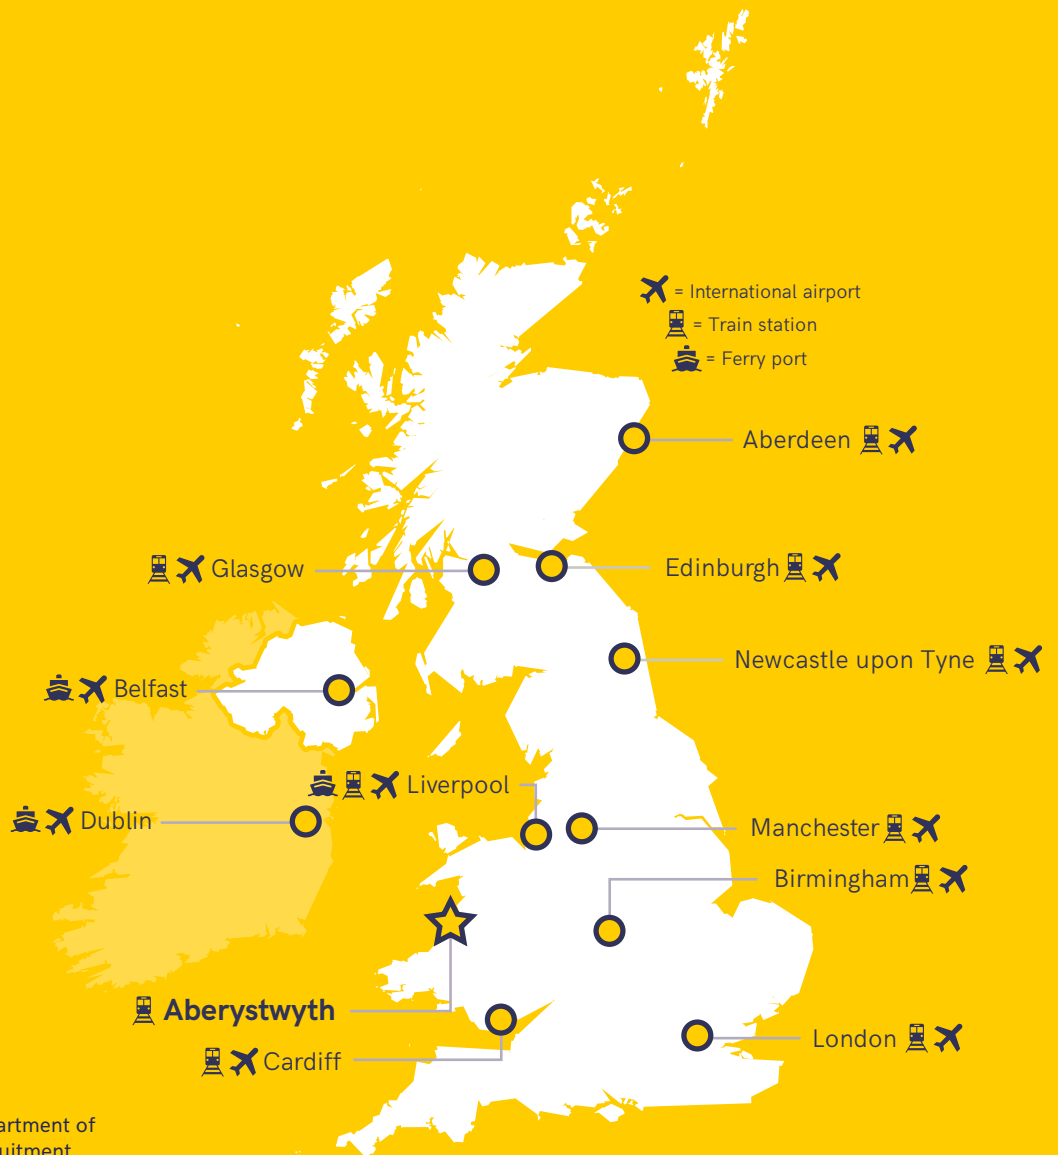 = International airport
= Train station
= Ferry port
Aberdeen
Glasgow
Edinburgh
Newcastle upon Tyne
Belfast
Liverpool
Dublin
Manchester
Birmingham
Aberystwyth
London
Cardiff
artment of
uitment